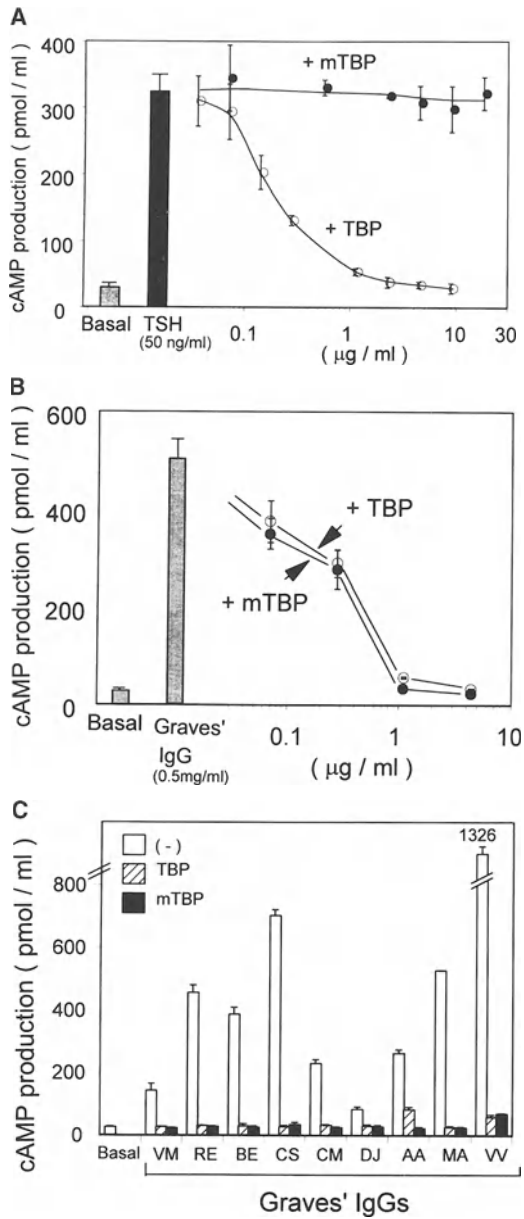 A
cAMP production ( pmol / ml )
400
300
200
100
0
+ mTBP
+ TBP
Basal
TSH
(50 ng/ml)
0.1
1
10
30
( μg / ml )
B
cAMP production ( pmol / ml )
600
400
200
0
+ TBP
+ mTBP
Basal
Graves'
IgG
(0.5mg/ml)
0.1
1
10
( μg / ml )
C
cAMP production ( pmol / ml )
800
600
400
200
0
(-)
TBP
mTBP
1326
Basal VM RE BE CS CM DJ AA MA VV
Graves' IgGs